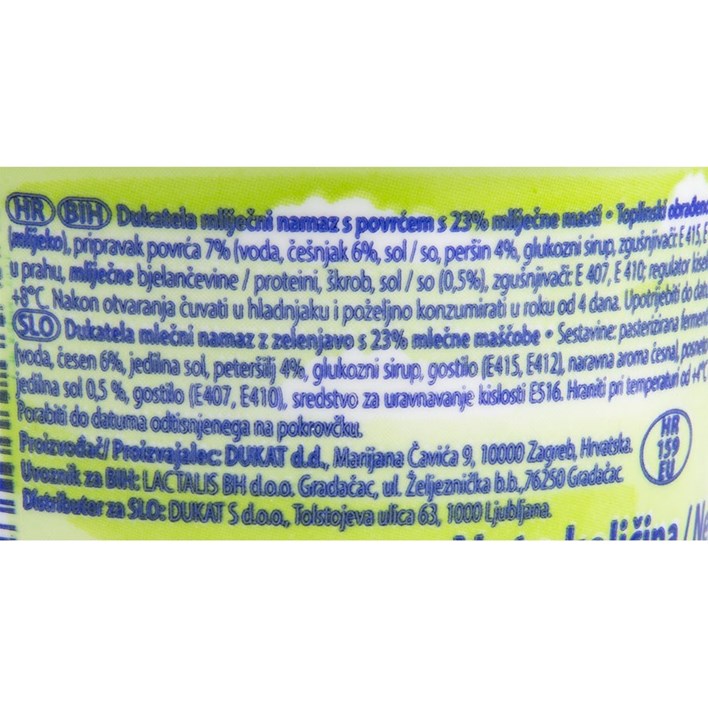 HR BIH Dukatela mliječni namaz s povrćem s 23% mliječne masti • Toplinski obrađeno
(mlijeko), pripravak povrća 7% (voda, češnjak 6%, sol / so, peršin 4%, glukozni sirup, zgušnjivači: E 415, E
u prahu, mliječne bjelančevine / proteini, škrob, sol / so (0,5%), zgušnjivači: E 407, E 410; regulator
+8°C. Nakon otvaranja čuvati u hladnjaku i poželjno konzumirati u roku od 4 dana. Upotrijebiti do
SLO Dukatela mlečni namaz z zelenjavo s 23% mlečne maščobe • Sestavine: pasterizirana
(voda, česen 6%, jedilna sol, peteršilj 4%, glukozni sirup, gostilo (E415, E412), naravna aroma česna,
jedilna sol 0,5 %, gostilo (E407, E410), sredstvo za uravnavanje kislosti E516. Hraniti pri temperaturi od +4°C
Porabiti do datuma odtisnjenega na pokrovčku.
Proizvođač/ Proizvajalec: DUKAT d.d., Marijana Čavića 9, 10000 Zagreb, Hrvatska.
Uvoznik za BIH: LACTALIS BH d.o.o. Gradačac, ul. Željeznička b.b., 76250 Gradačac
Distributer za SLO: DUKAT S d.o.o., Tolstojeva ulica 63, 1000 Ljubljana.
HR
159
EU
količina / Ne